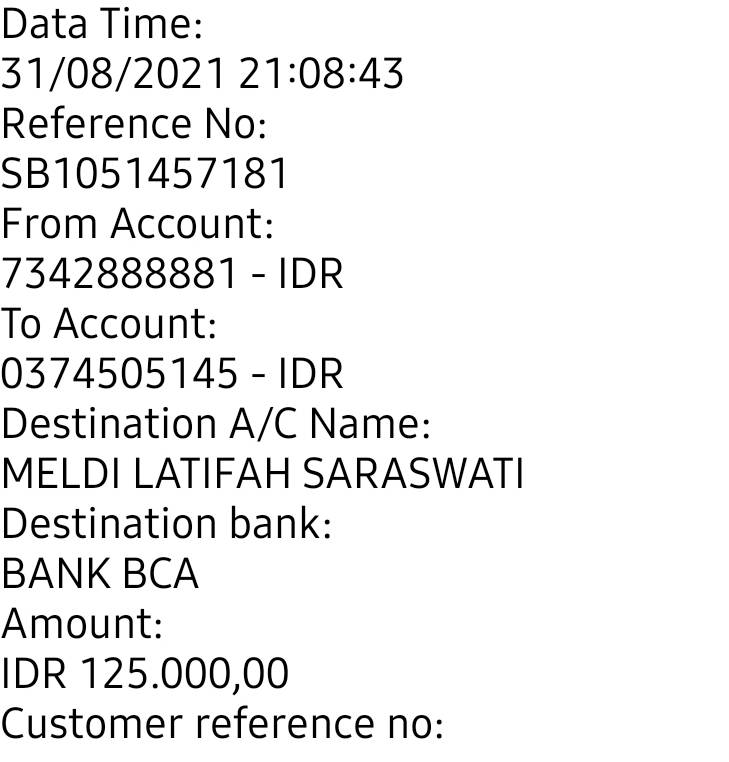 Data Time:
31/08/2021 21:08:43
Reference No:
SB1051457181
From Account:
7342888881 - IDR
To Account:
0374505145 - IDR
Destination A/C Name:
MELDI LATIFAH SARASWATI
Destination bank:
BANK BCA
Amount:
IDR 125.000,00
Customer reference no: